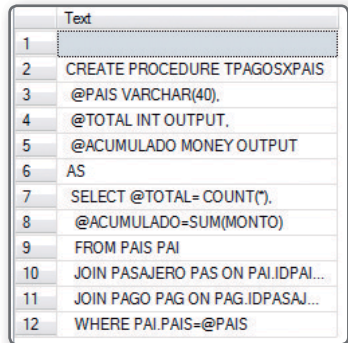 Text
1
2 CREATE PROCEDURE TPAGOSXPAIS
3 @PAIS VARCHAR(40),
4 @TOTAL INT OUTPUT,
5 @ACUMULADO MONEY OUTPUT
6 AS
7 SELECT @TOTAL= COUNT(*),
8 @ACUMULADO=SUM(MONTO)
9 FROM PAIS PAI
10 JOIN PASAJERO PAS ON PAI.IDPAI...
11 JOIN PAGO PAG ON PAG.IDPASAJ...
12 WHERE PAI.PAIS=@PAIS